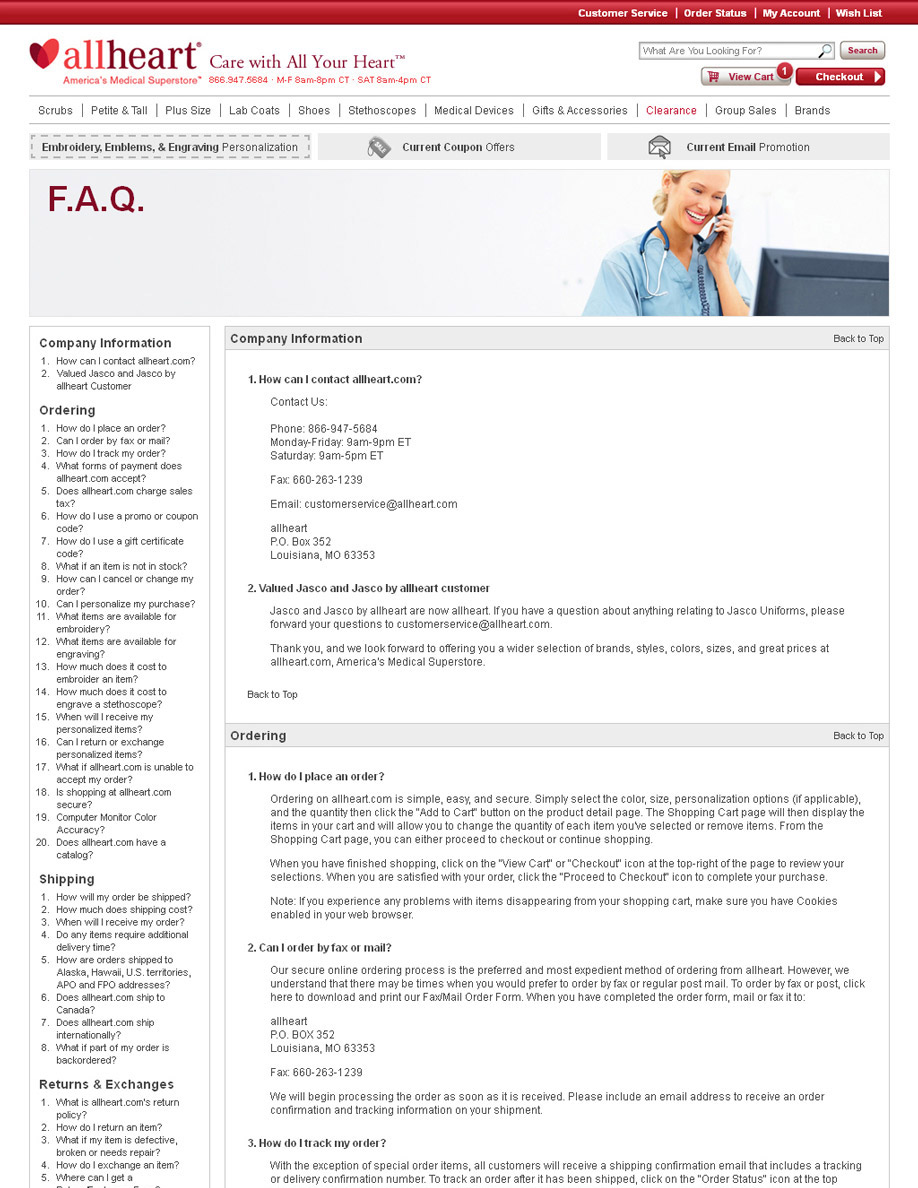 Customer Service | Order Status | My Account | Wish List
allheart® Care with All Your Heart™
America's Medical Superstore™ 866.947.5684 · M-F 8am-8pm CT · SAT 8am-4pm CT
What Are You Looking For? Search
View Cart 1 Checkout
Scrubs | Petite & Tall | Plus Size | Lab Coats | Shoes | Stethoscopes | Medical Devices | Gifts & Accessories | Clearance | Group Sales | Brands
Embroidery, Emblems, & Engraving Personalization
SALE
Current Coupon Offers
Current Email Promotion
F.A.Q.
Company Information
1. How can I contact allheart.com?
2. Valued Jasco and Jasco by
allheart Customer
Ordering
1. How do I place an order?
2. Can I order by fax or mail?
3. How do I track my order?
4. What forms of payment does
allheart.com accept?
5. Does allheart.com charge sales
tax?
6. How do I use a promo or coupon
code?
7. How do I use a gift certificate
code?
8. What if an item is not in stock?
9. How can I cancel or change my
order?
10. Can I personalize my purchase?
11. What items are available for
embroidery?
12. What items are available for
engraving?
13. How much does it cost to
embroider an item?
14. How much does it cost to
engrave a stethoscope?
15. When will I receive my
personalized items?
16. Can I return or exchange
personalized items?
17. What if allheart.com is unable to
accept my order?
18. Is shopping at allheart.com
secure?
19. Computer Monitor Color
Accuracy?
20. Does allheart.com have a
catalog?
Shipping
1. How will my order be shipped?
2. How much does shipping cost?
3. When will I receive my order?
4. Do any items require additional
delivery time?
5. How are orders shipped to
Alaska, Hawaii, U.S. territories,
APO and FPO addresses?
6. Does allheart.com ship to
Canada?
7. Does allheart.com ship
internationally?
8. What if part of my order is
backordered?
Returns & Exchanges
1. What is allheart.com's return
policy?
2. How do I return an item?
3. What if my item is defective,
broken or needs repair?
4. How do I exchange an item?
5. Where can I get a
Company Information Back to Top
1. How can I contact allheart.com?
Contact Us:
Phone: 866-947-5684
Monday-Friday: 9am-9pm ET
Saturday: 9am-5pm ET
Fax: 660-263-1239
Email: customerservice@allheart.com
allheart
P.O. Box 352
Louisiana, MO 63353
2. Valued Jasco and Jasco by allheart customer
Jasco and Jasco by allheart are now allheart. If you have a question about anything relating to Jasco Uniforms, please
forward your questions to customerservice@allheart.com.
Thank you, and we look forward to offering you a wider selection of brands, styles, colors, sizes, and great prices at
allheart.com, America's Medical Superstore.
Back to Top
Ordering Back to Top
1. How do I place an order?
Ordering on allheart.com is simple, easy, and secure. Simply select the color, size, personalization options (if applicable),
and the quantity then click the "Add to Cart" button on the product detail page. The Shopping Cart page will then display the
items in your cart and will allow you to change the quantity of each item you've selected or remove items. From the
Shopping Cart page, you can either proceed to checkout or continue shopping.
When you have finished shopping, click on the "View Cart" or "Checkout" icon at the top-right of the page to review your
selections. When you are satisfied with your order, click the "Proceed to Checkout" icon to complete your purchase.
Note: If you experience any problems with items disappearing from your shopping cart, make sure you have Cookies
enabled in your web browser.
2. Can I order by fax or mail?
Our secure online ordering process is the preferred and most expedient method of ordering from allheart. However, we
understand that there may be times when you would prefer to order by fax or regular post mail. To order by fax or post, click
here to download and print our Fax/Mail Order Form. When you have completed the order form, mail or fax it to:
allheart
P.O. BOX 352
Louisiana, MO 63353
Fax: 660-263-1239
We will begin processing the order as soon as it is received. Please include an email address to receive an order
confirmation and tracking information on your shipment.
3. How do I track my order?
With the exception of special order items, all customers will receive a shipping confirmation email that includes a tracking
or delivery confirmation number. To track an order after it has been shipped, click on the "Order Status" icon at the top